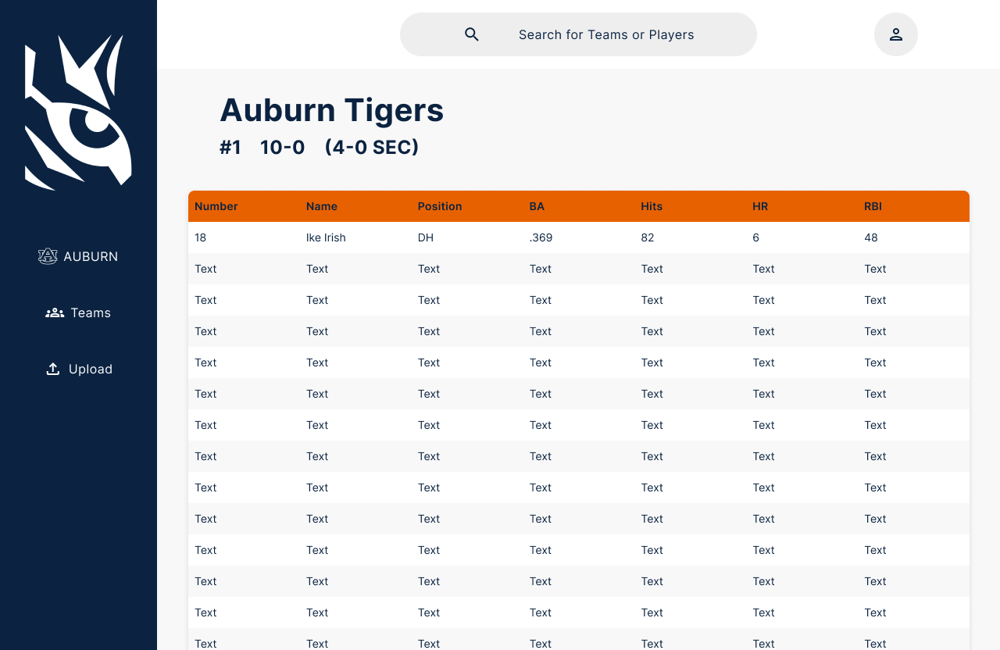 Search for Teams or Players
Auburn Tigers
#1 10-0 (4-0 SEC)
AU AUBURN
Teams
Upload
Number Name Position BA Hits HR RBI
18 Ike Irish DH .369 82 6 48
Text Text Text Text Text Text Text
Text Text Text Text Text Text Text
Text Text Text Text Text Text Text
Text Text Text Text Text Text Text
Text Text Text Text Text Text Text
Text Text Text Text Text Text Text
Text Text Text Text Text Text Text
Text Text Text Text Text Text Text
Text Text Text Text Text Text Text
Text Text Text Text Text Text Text
Text Text Text Text Text Text Text
Text Text Text Text Text Text Text
Text Text Text Text Text Text Text